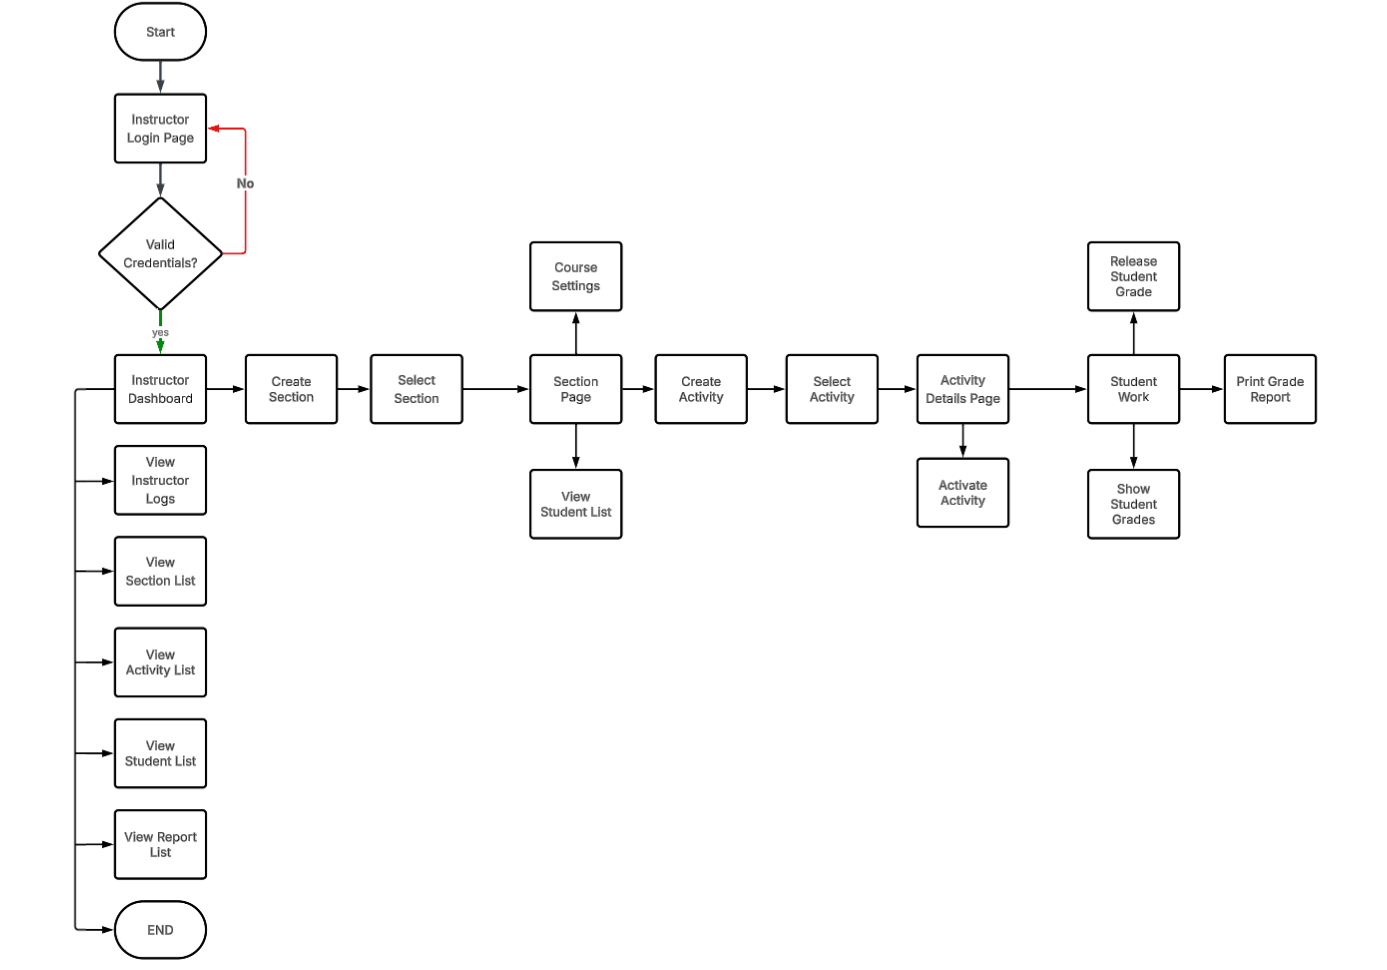 Start
Instructor
Login Page
No
Valid
Credentials?
yes
Course
Settings
Release
Student
Grade
Instructor
Dashboard
Create
Section
Select
Section
Section
Page
Create
Activity
Select
Activity
Activity
Details Page
Student
Work
Print Grade
Report
View
Instructor
Logs
View
Student List
Activate
Activity
Show
Student
Grades
View
Section List
View
Activity List
View
Student List
View Report
List
END